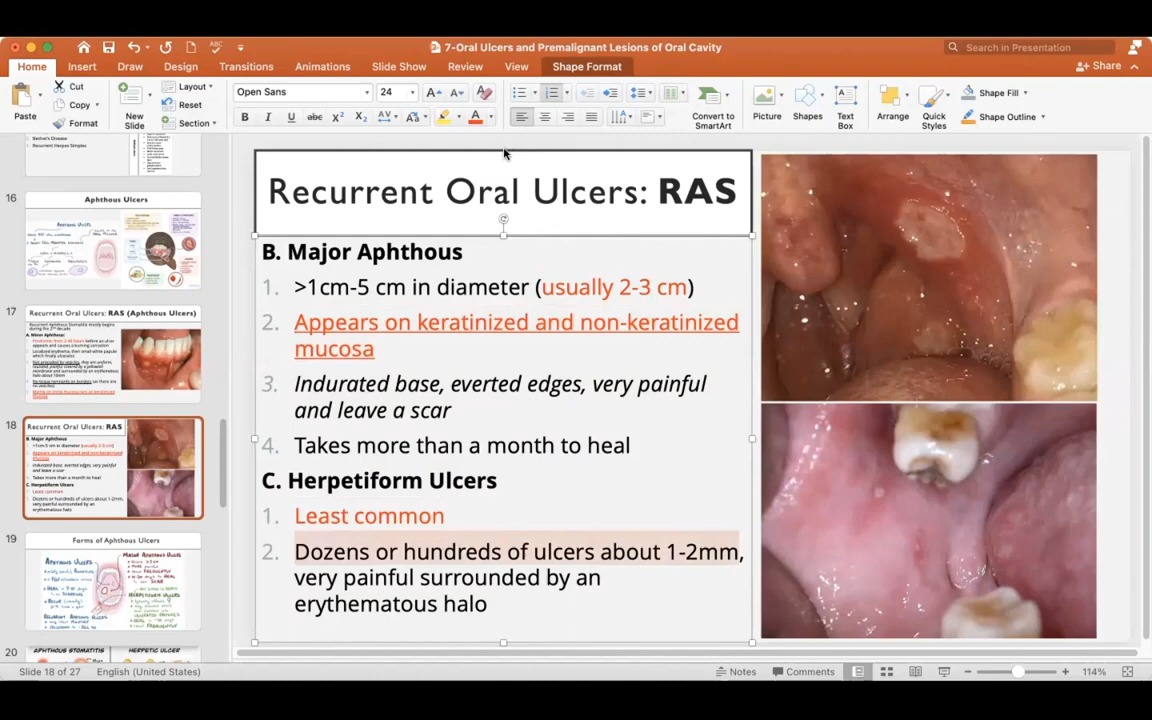 7-Oral Ulcers and Premalignant Lesions of Oral Cavity
Search in Presentation
Home Insert Draw Design Transitions Animations Slide Show Review View Shape Format
Share
Paste
Cut
Copy
Format
New Slide
Layout
Reset
Section
Open Sans
24
Convert to SmartArt
Picture
Shapes
Text Box
Arrange
Quick Styles
Shape Fill
Shape Outline
Recurrent Herpes Simplex
16
Aphthous Ulcers
17
Recurrent Oral Ulcers: RAS (Aphthous Ulcers)
18
Recurrent Oral Ulcers: RAS
19
Forms of Aphthous Ulcers
20
APHTHOUS STOMATITIS
HERPETIC ULCER
Recurrent Oral Ulcers: RAS
B. Major Aphthous
1. >1cm-5 cm in diameter (usually 2-3 cm)
2. Appears on keratinized and non-keratinized
mucosa
3. Indurated base, everted edges, very painful
and leave a scar
4. Takes more than a month to heal
C. Herpetiform Ulcers
1. Least common
2. Dozens or hundreds of ulcers about 1-2mm,
very painful surrounded by an
erythematous halo
Slide 18 of 27
English (United States)
Notes
Comments
114%